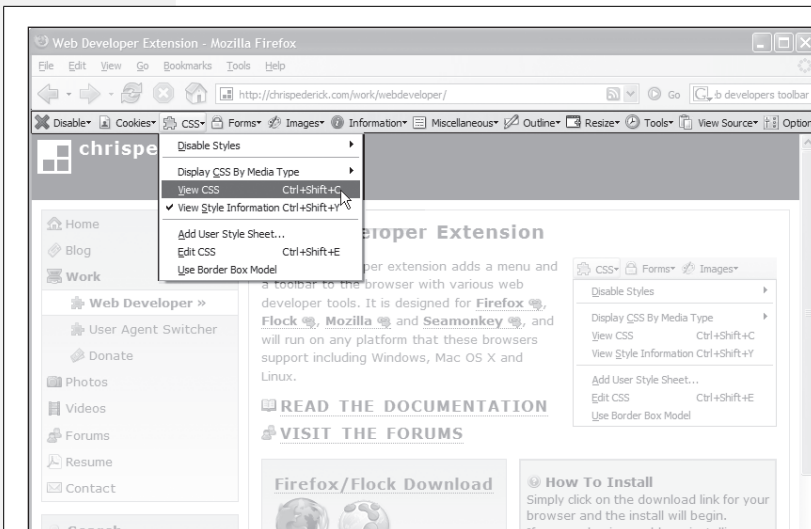 Web Developer Extension - Mozilla Firefox
File Edit View Go Bookmarks Tools Help
http://chrispederick.com/work/webdeveloper/
Go
G
b developers toolbar
Disable Cookies CSS Forms Images Information Miscellaneous Outline Resize Tools View Source Option
chrispe
Disable Styles
Display CSS By Media Type
View CSS Ctrl+Shift+C
View Style Information Ctrl+Shift+Y
Add User Style Sheet...
Edit CSS Ctrl+Shift+E
Use Border Box Model
Home
Blog
Work
Web Developer »
User Agent Switcher
Donate
Photos
Videos
Forums
Resume
Contact
Search
eloper Extension
per extension adds a menu and
a toolbar to the browser with various web
developer tools. It is designed for Firefox,
Flock, Mozilla and Seamonkey, and
will run on any platform that these browsers
support including Windows, Mac OS X and
Linux.
READ THE DOCUMENTATION
VISIT THE FORUMS
CSS Forms Images
Disable Styles
Display CSS By Media Type
View CSS Ctrl+Shift+C
View Style Information Ctrl+Shift+Y
Add User Style Sheet...
Edit CSS Ctrl+Shift+E
Use Border Box Model
Firefox/Flock Download
How To Install
Simply click on the download link for your
browser and the install will begin.